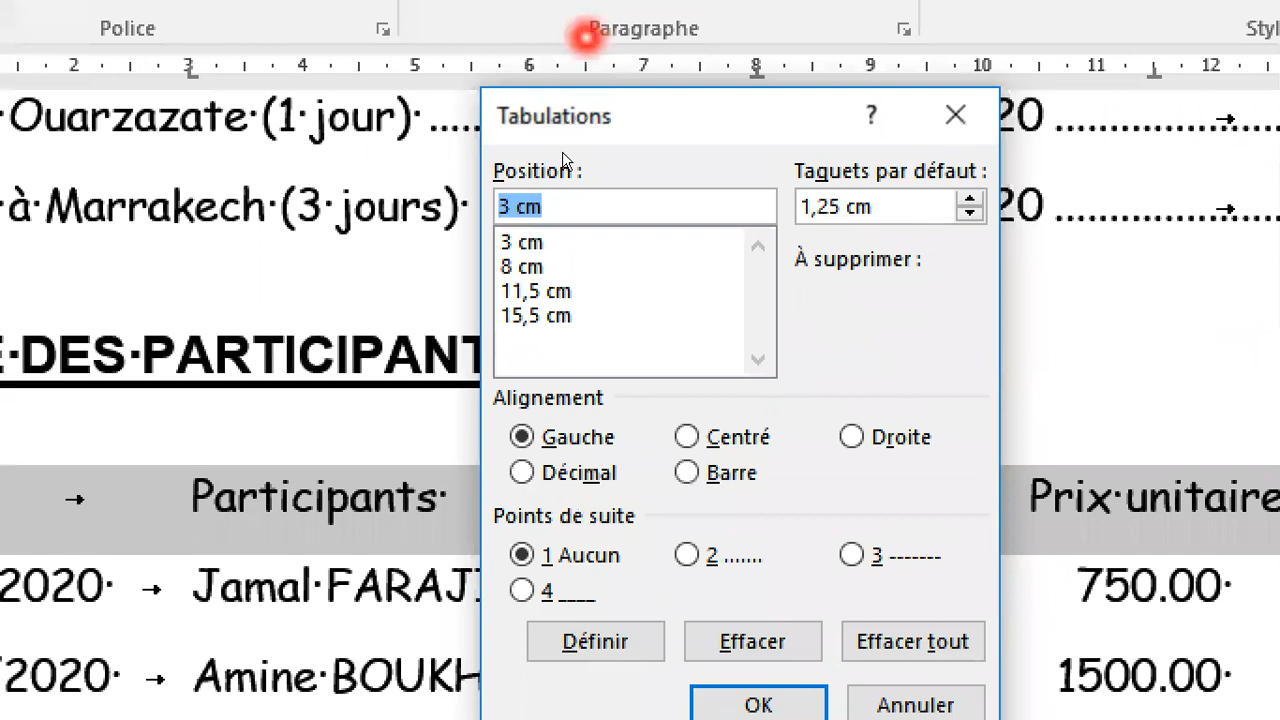 Police Paragraphe Styl
2 3 4 5 6 7 8 9 10 11 12
Ouarzazate·(1·jour)· ..... 20 ..............
à·Marrakech·(3·jours)· 20 ..............
Tabulations ? ×
Position : Taguets par défaut :
3 cm 1,25 cm
3 cm
8 cm
11,5 cm
15,5 cm
À supprimer :
E·DES·PARTICIPANT
Alignement
Gauche Centré Droite
Décimal Barre
Participants· Prix·unitaire
Points de suite
1 Aucun 2 ....... 3 -------
4 ____
2020· Jamal·FARAJI 750.00·
Définir Effacer Effacer tout
/2020· Amine·BOUKH 1500.00·
OK Annuler